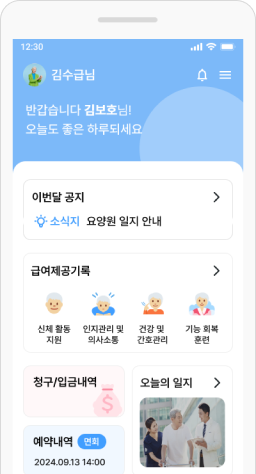 12:30
김수급님
반갑습니다 김보호님!
오늘도 좋은 하루되세요
이번달 공지
소식지 요양원 일지 안내
급여제공기록
신체 활동
지원
인지관리 및
의사소통
건강 및
간호관리
기능 회복
훈련
청구/입금내역
오늘의 일지
예약내역 면회
2024.09.13 14:00